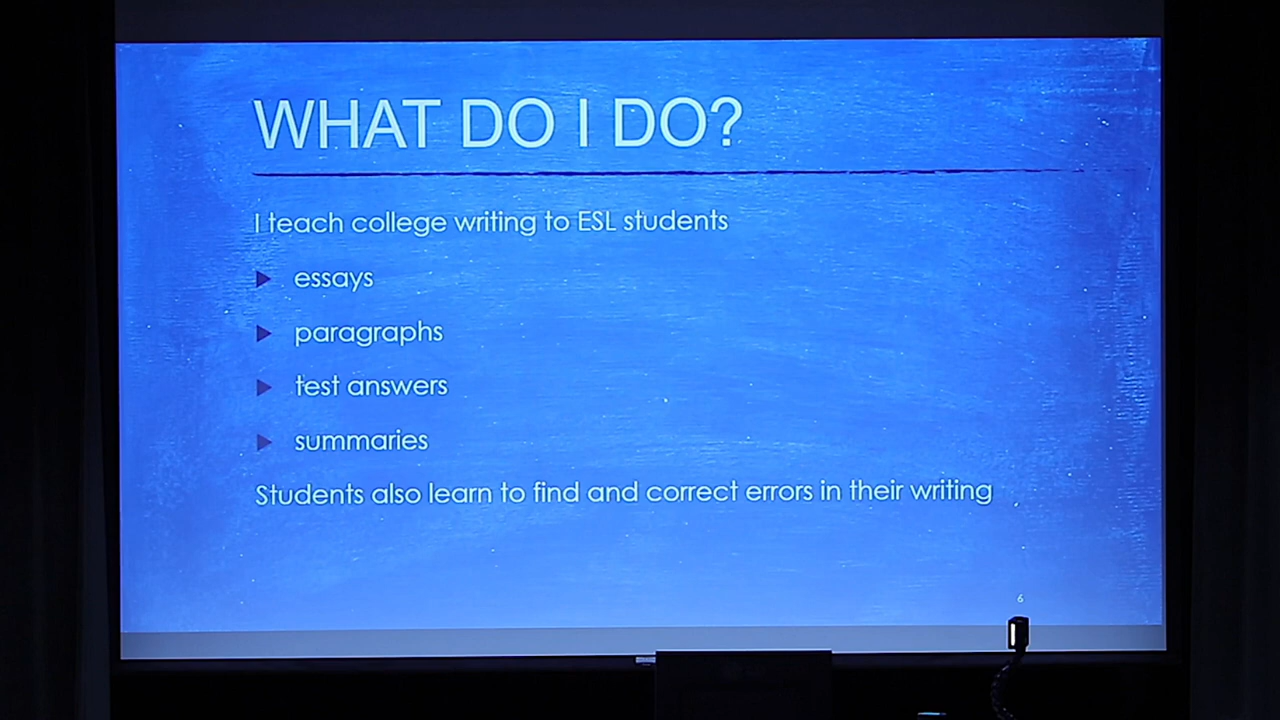 WHAT DO I DO?
I teach college writing to ESL students
essays
paragraphs
test answers
summaries
Students also learn to find and correct errors in their writing
6